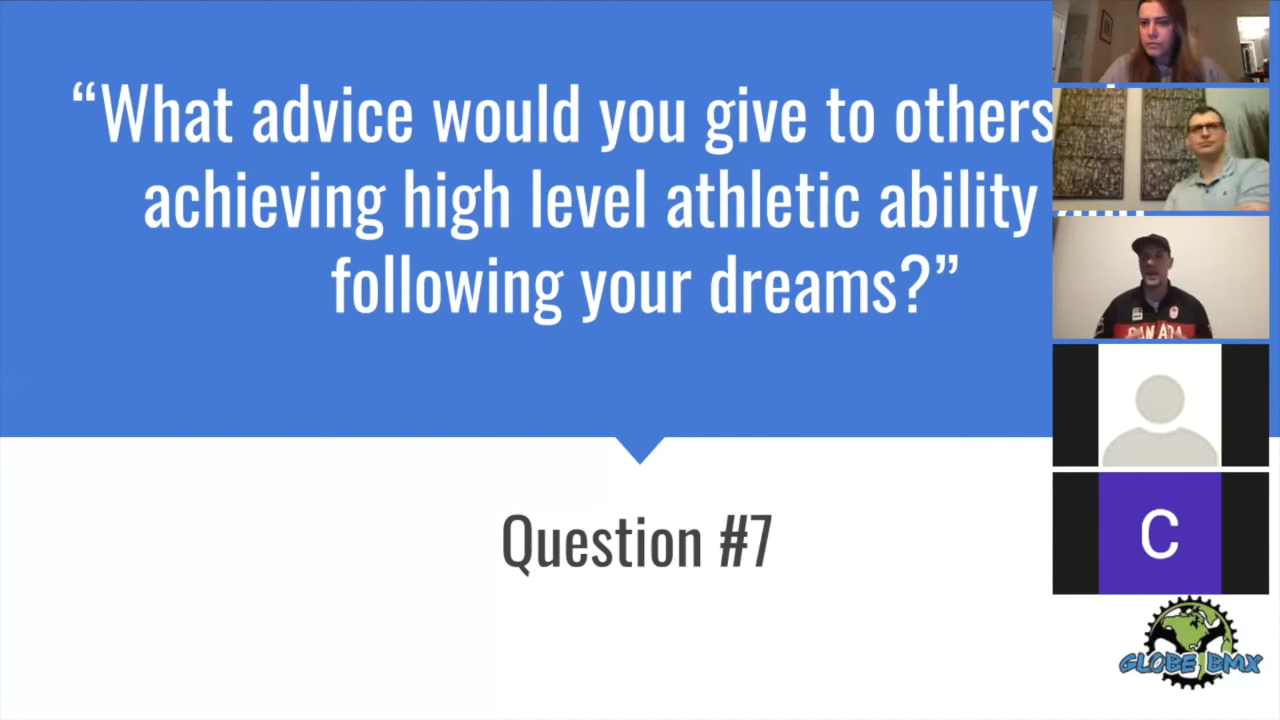 “What advice would you give to others
achieving high level athletic ability
following your dreams?”
Question #7
CANADA
C
GLOBE BMX